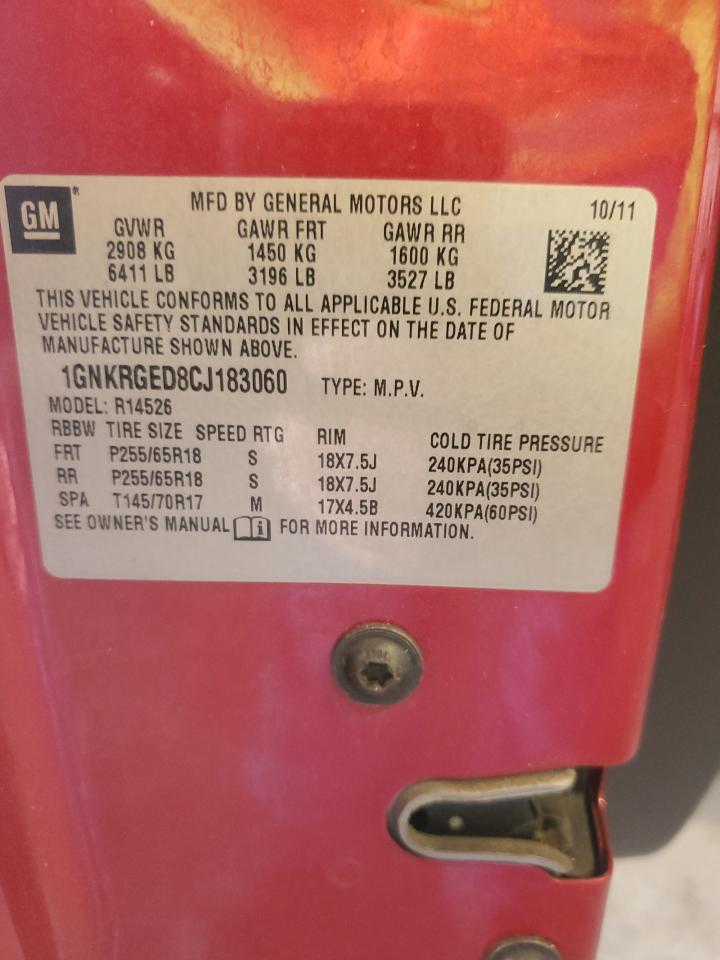 GM ®
MFD BY GENERAL MOTORS LLC 10/11
GVWR GAWR FRT GAWR RR
2908 KG 1450 KG 1600 KG
6411 LB 3196 LB 3527 LB
THIS VEHICLE CONFORMS TO ALL APPLICABLE U.S. FEDERAL MOTOR
VEHICLE SAFETY STANDARDS IN EFFECT ON THE DATE OF
MANUFACTURE SHOWN ABOVE.
1GNKRGED8CJ183060 TYPE: M.P.V.
MODEL: R14526
RBBW TIRE SIZE SPEED RTG RIM COLD TIRE PRESSURE
FRT P255/65R18 S 18X7.5J 240KPA(35PSI)
RR P255/65R18 S 18X7.5J 240KPA(35PSI)
SPA T145/70R17 M 17X4.5B 420KPA(60PSI)
SEE OWNER'S MANUAL i FOR MORE INFORMATION.